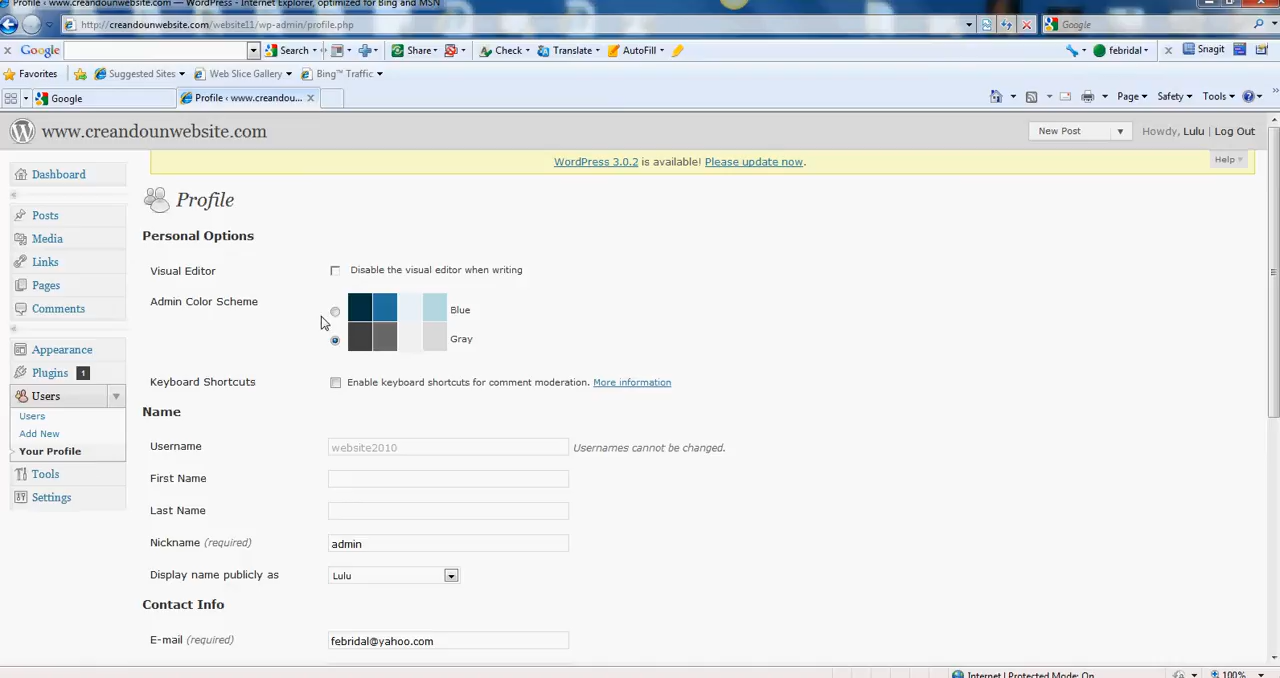 Profile ‹ www.creandounwebsite.com — WordPress - Internet Explorer, optimized for Bing and MSN
http://creandounwebsite.com/website11/wp-admin/profile.php
Google
Google
Search
Share
Check
Translate
AutoFill
febridal
Snagit
Favorites
Suggested Sites
Web Slice Gallery
Bing™ Traffic
Google
Profile ‹ www.creandou...
Page
Safety
Tools
www.creandounwebsite.com
New Post
Howdy, Lulu | Log Out
WordPress 3.0.2 is available! Please update now.
Help
Dashboard
Posts
Media
Links
Pages
Comments
Appearance
Plugins 1
Users
Users
Add New
Your Profile
Tools
Settings
Profile
Personal Options
Visual Editor
Disable the visual editor when writing
Admin Color Scheme
Blue
Gray
Keyboard Shortcuts
Enable keyboard shortcuts for comment moderation. More information
Name
Username
website2010
Usernames cannot be changed.
First Name
Last Name
Nickname (required)
admin
Display name publicly as
Lulu
Contact Info
E-mail (required)
febridal@yahoo.com
Internet | Protected Mode: On
100%